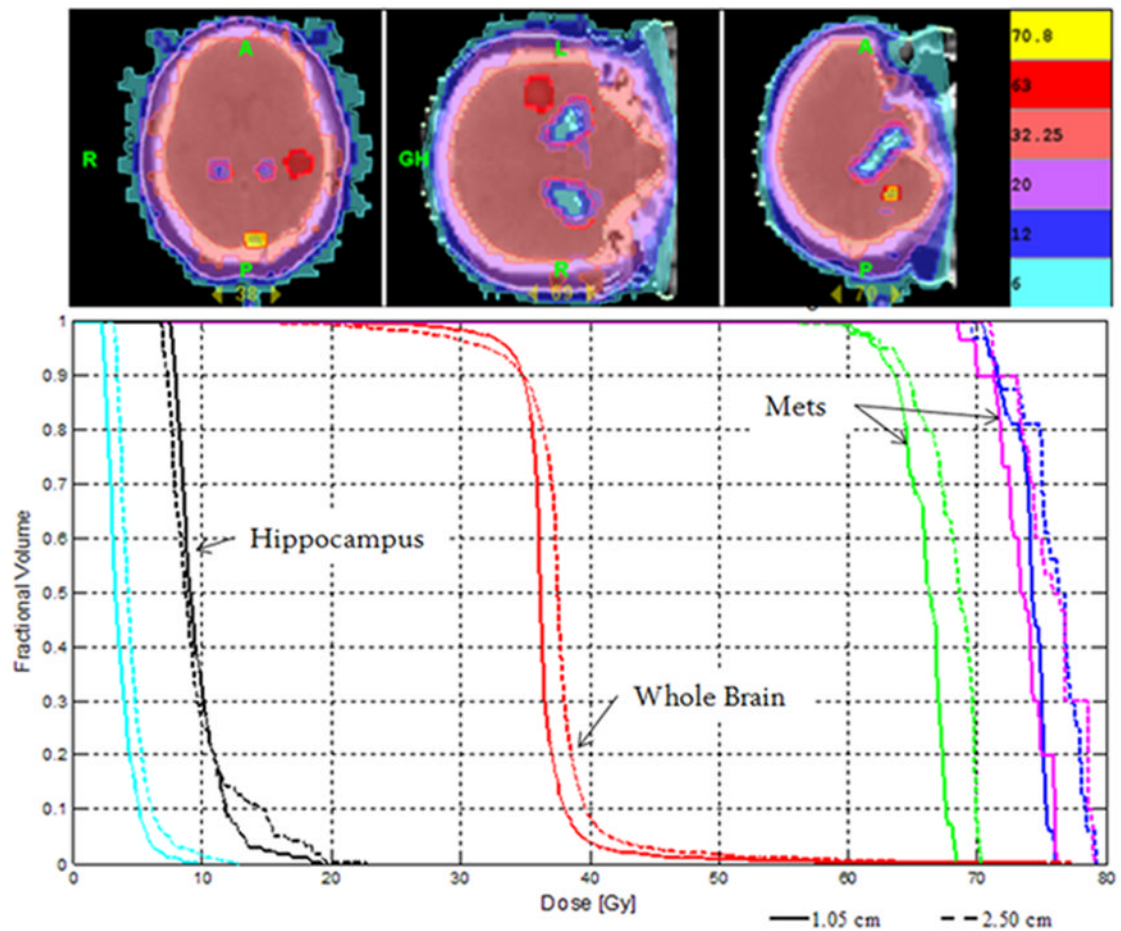 A
R
P
38
L
GH
R
69
A
P
70
70.8
63
32.25
20
12
6
1
0.9
0.8
0.7
0.6
0.5
0.4
0.3
0.2
0.1
0
Fractional Volume
Mets
Hippocampus
Whole Brain
0 10 20 30 40 50 60 70 80
Dose [Gy]
1.05 cm 2.50 cm